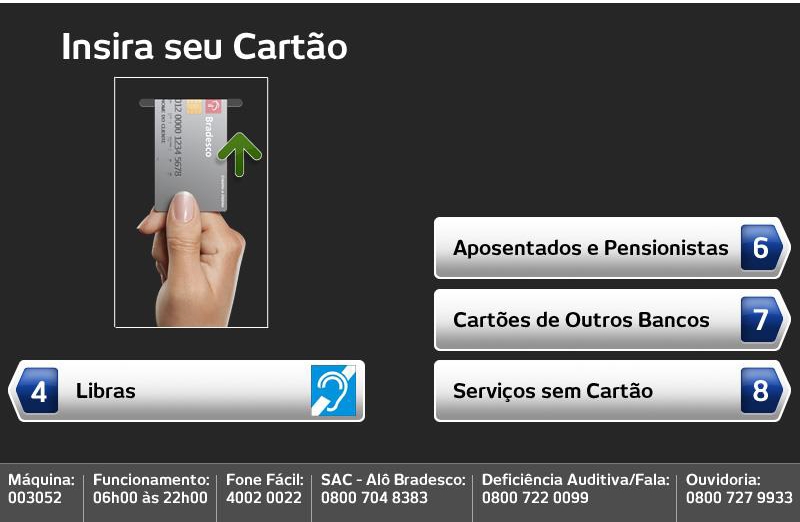 Insira seu Cartão
Bradesco
012 0000 1234 5678
NOME DO CLIENTE
Aposentados e Pensionistas 6
Cartões de Outros Bancos 7
4 Libras
Serviços sem Cartão 8
Máquina: Funcionamento: Fone Fácil: SAC - Alô Bradesco: Deficiência Auditiva/Fala: Ouvidoria:
003052 06h00 às 22h00 4002 0022 0800 704 8383 0800 722 0099 0800 727 9933